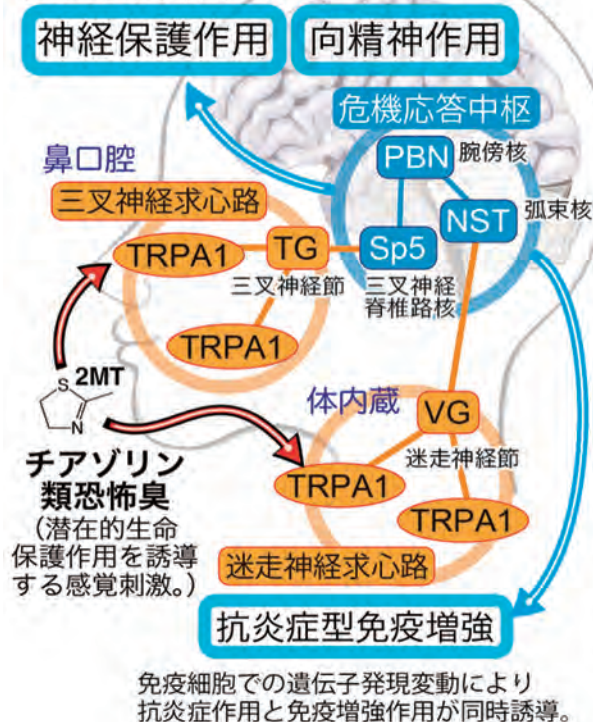 神経保護作用
向精神作用
危機応答中枢
PBN 腕傍核
鼻口腔
三叉神経求心路
NST 弧束核
TRPA1
TG
Sp5
三叉神経節
三叉神経
脊椎路核
TRPA1
S 2MT
N
体内蔵
VG
チアゾリン
類恐怖臭
迷走神経節
TRPA1
(潜在的生命
保護作用を誘導
する感覚刺激。)
TRPA1
迷走神経求心路
抗炎症型免疫増強
免疫細胞での遺伝子発現変動により
抗炎症作用と免疫増強作用が同時誘導。